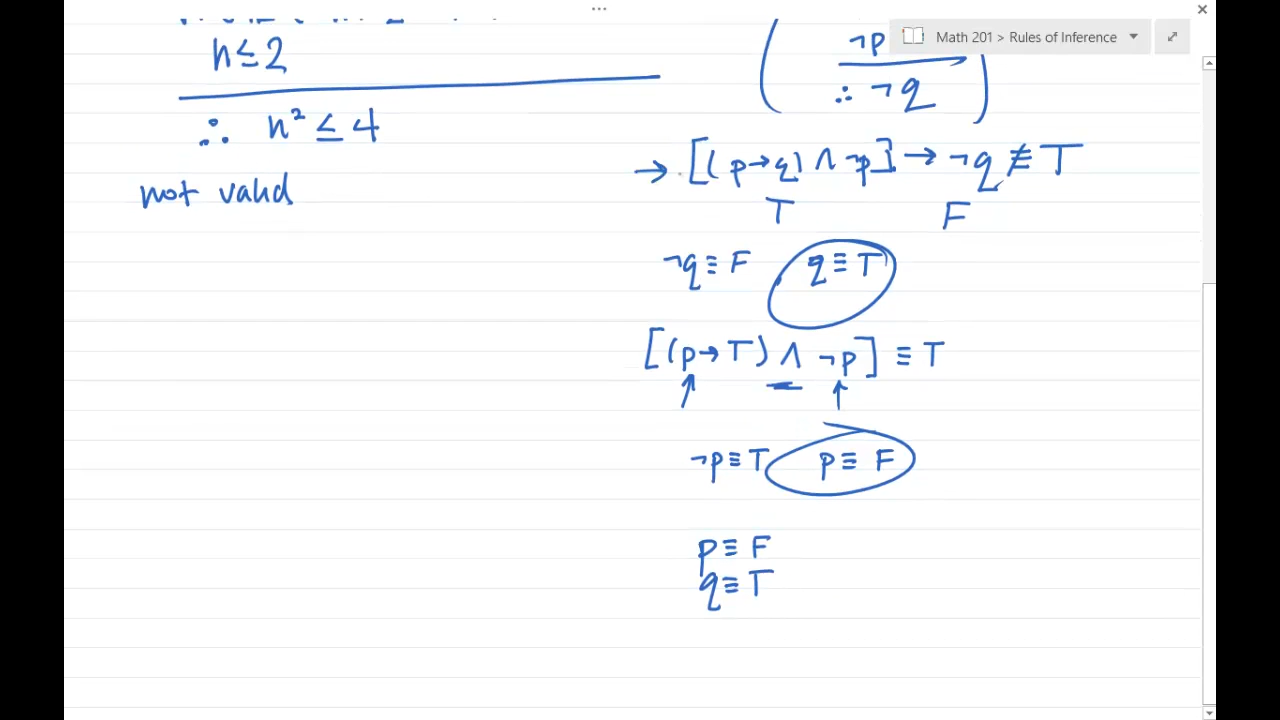 Math 201 > Rules of Inference
n ≤ 2
∴ n² ≤ 4
not valid
¬p
∴ ¬q
→ [(p→q) ∧ ¬p] → ¬q ≢ T
T F
¬q ≡ F q ≡ T
[(p→T) ∧ ¬p] ≡ T
¬p ≡ T p ≡ F
p ≡ F
q ≡ T